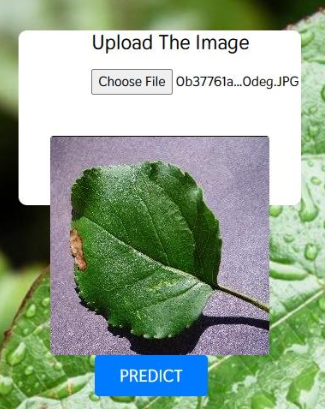 Upload The Image
Choose File 0b37761a...0deg.JPG
PREDICT